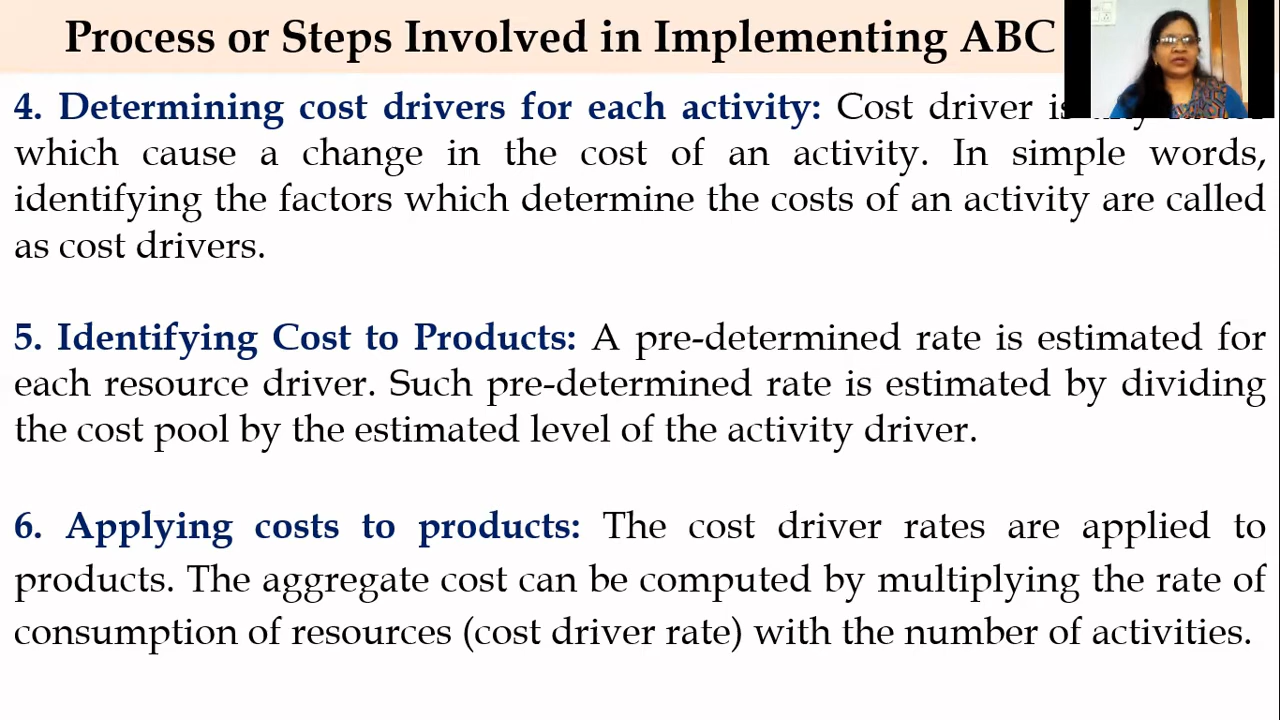 Process or Steps Involved in Implementing ABC
4. Determining cost drivers for each activity: Cost driver is
which cause a change in the cost of an activity. In simple words,
identifying the factors which determine the costs of an activity are called
as cost drivers.
5. Identifying Cost to Products: A pre-determined rate is estimated for
each resource driver. Such pre-determined rate is estimated by dividing
the cost pool by the estimated level of the activity driver.
6. Applying costs to products: The cost driver rates are applied to
products. The aggregate cost can be computed by multiplying the rate of
consumption of resources (cost driver rate) with the number of activities.